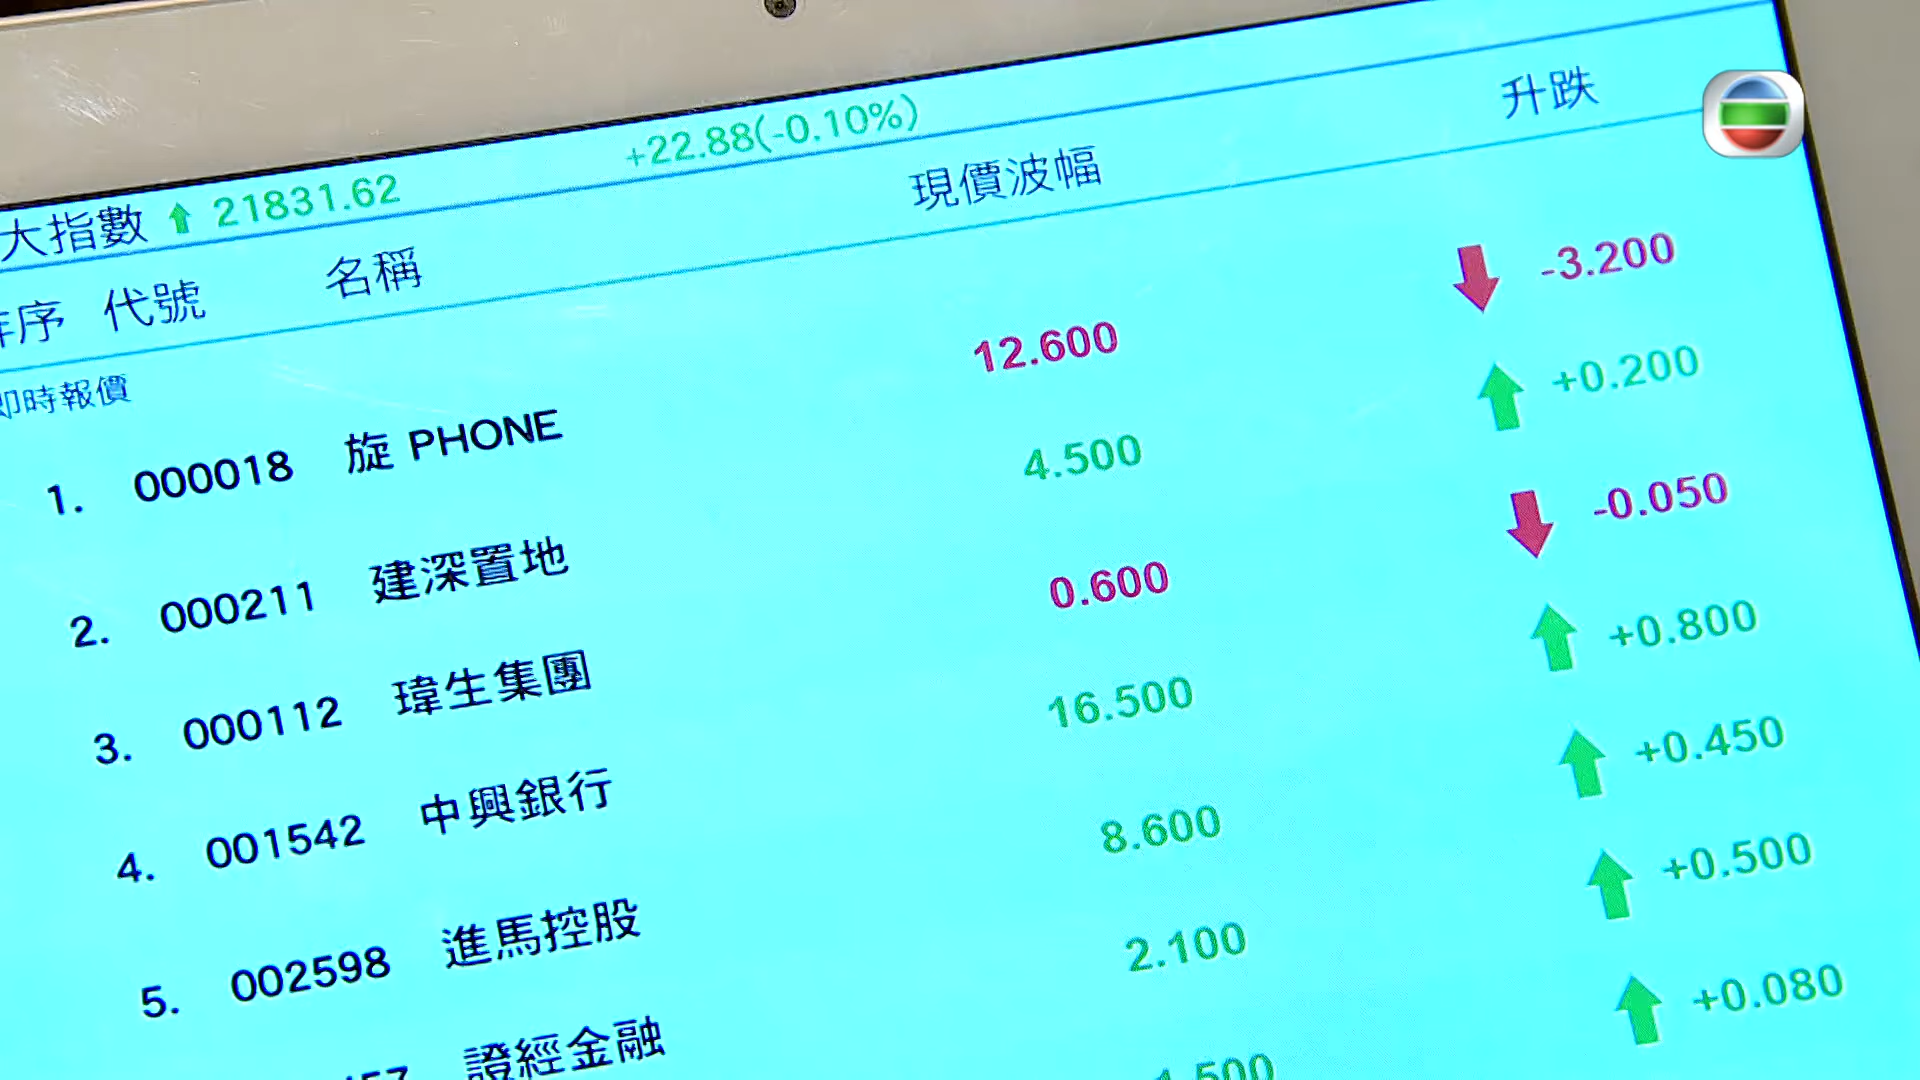 大指數 21831.62 +22.88(-0.10%)
序 代號 名稱 現價波幅 升跌
即時報價
1. 000018 旋 PHONE 12.600 -3.200
2. 000211 建深置地 4.500 +0.200
3. 000112 瑋生集團 0.600 -0.050
4. 001542 中興銀行 16.500 +0.800
5. 002598 進馬控股 8.600 +0.450
證經金融 2.100 +0.500
.500 +0.080